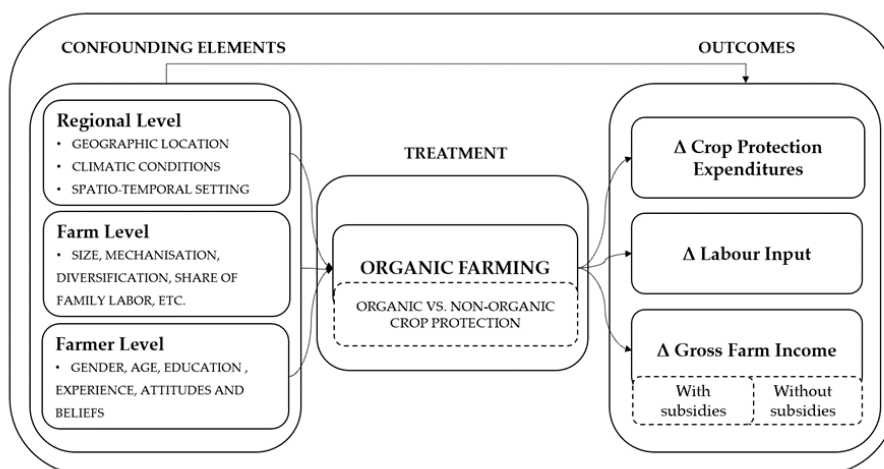 CONFOUNDING ELEMENTS
Regional Level
• GEOGRAPHIC LOCATION
• CLIMATIC CONDITIONS
• SPATIO-TEMPORAL SETTING
Farm Level
• SIZE, MECHANISATION,
DIVERSIFICATION, SHARE OF
FAMILY LABOR, ETC.
Farmer Level
• GENDER, AGE, EDUCATION ,
EXPERIENCE, ATTITUDES AND
BELIEFS
TREATMENT
ORGANIC FARMING
ORGANIC VS. NON-ORGANIC
CROP PROTECTION
OUTCOMES
Δ Crop Protection
Expenditures
Δ Labour Input
Δ Gross Farm Income
With
subsidies
Without
subsidies